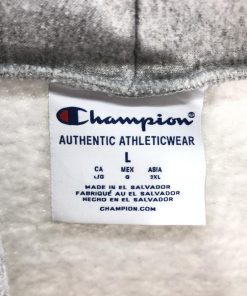 Champion
AUTHENTIC ATHLETICWEAR
L
CA MEX ASIA
L/G G 2XL
MADE IN EL SALVADOR
FABRIQUÉ AU EL SALVADOR
HECHO EN EL SALVADOR
CHAMPION.COM